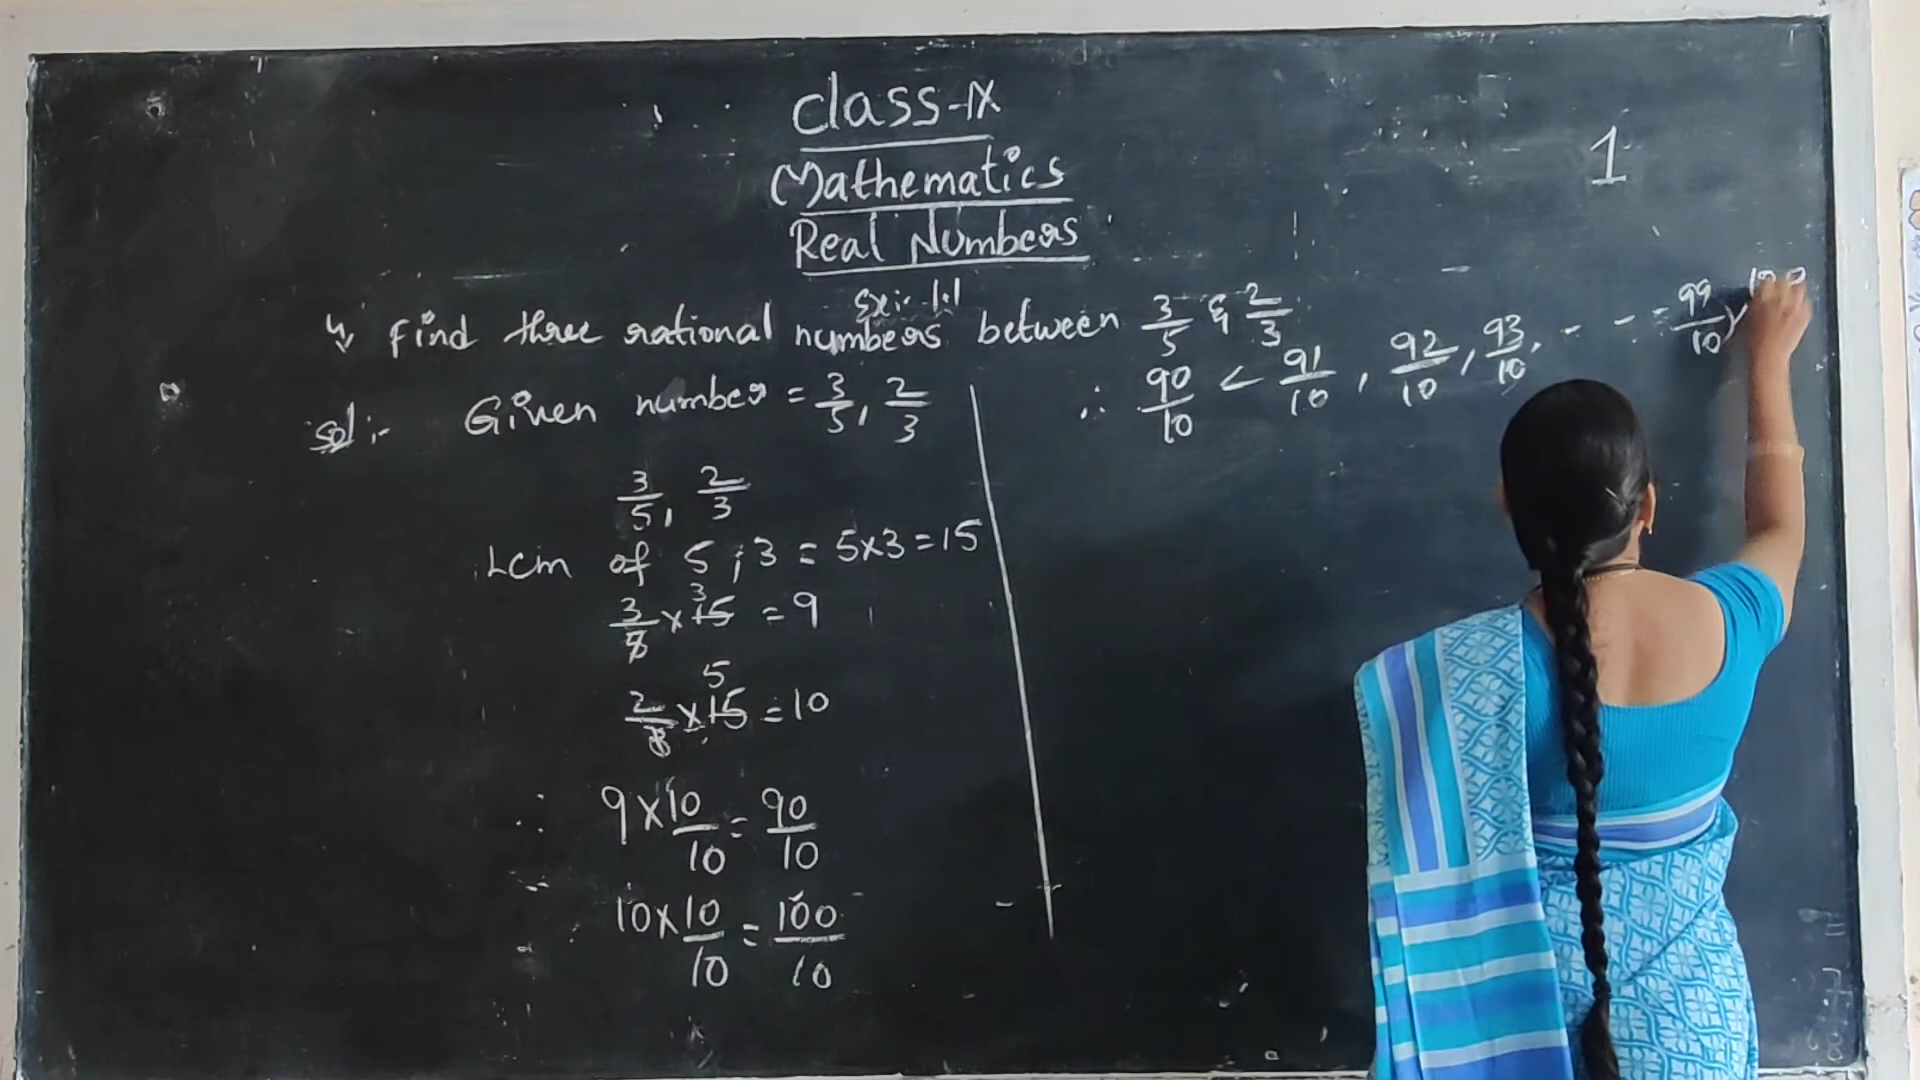 Class-IX
Mathematics
Real Numbers
Ex:- 1.1
1
4, Find three rational numbers between 3/5 & 2/3
Sol:- Given number = 3/5, 2/3
3/5, 2/3
Lcm of 5, 3 = 5x3 = 15
3/5 x 15 3 = 9
2/3 x 15 5 = 10
∴ 9 x 10/10 = 90/10
10 x 10/10 = 100/10
∴ 90/10 < 91/10, 92/10, 93/10, - - - 99/10